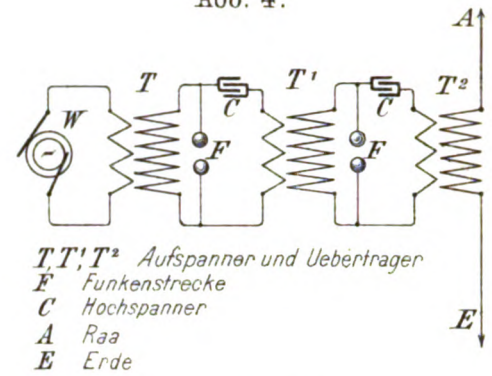 Abb. 4.
A
T
C
T¹
C
T²
W
~
F
F
E
T, T¹, T² Aufspanner und Uebertrager
F Funkenstrecke
C Hochspanner
A Raa
E Erde